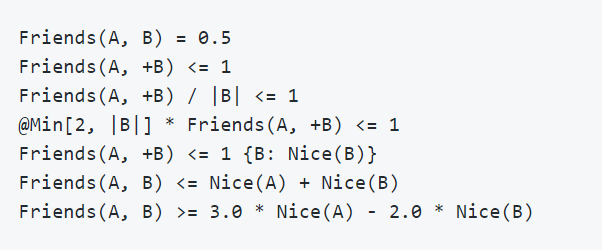 Friends(A, B) = 0.5
Friends(A, +B) <= 1
Friends(A, +B) / |B| <= 1
@Min[2, |B|] * Friends(A, +B) <= 1
Friends(A, +B) <= 1 {B: Nice(B)}
Friends(A, B) <= Nice(A) + Nice(B)
Friends(A, B) >= 3.0 * Nice(A) - 2.0 * Nice(B)